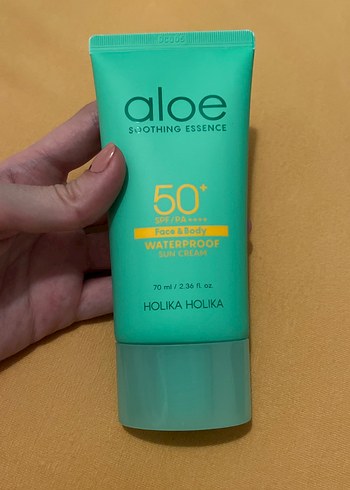 aloe
SOOTHING ESSENCE
50+
SPF/PA++++
Face & Body
WATERPROOF
SUN CREAM
70 ml / 2.36 fl. oz.
HOLIKA HOLIKA